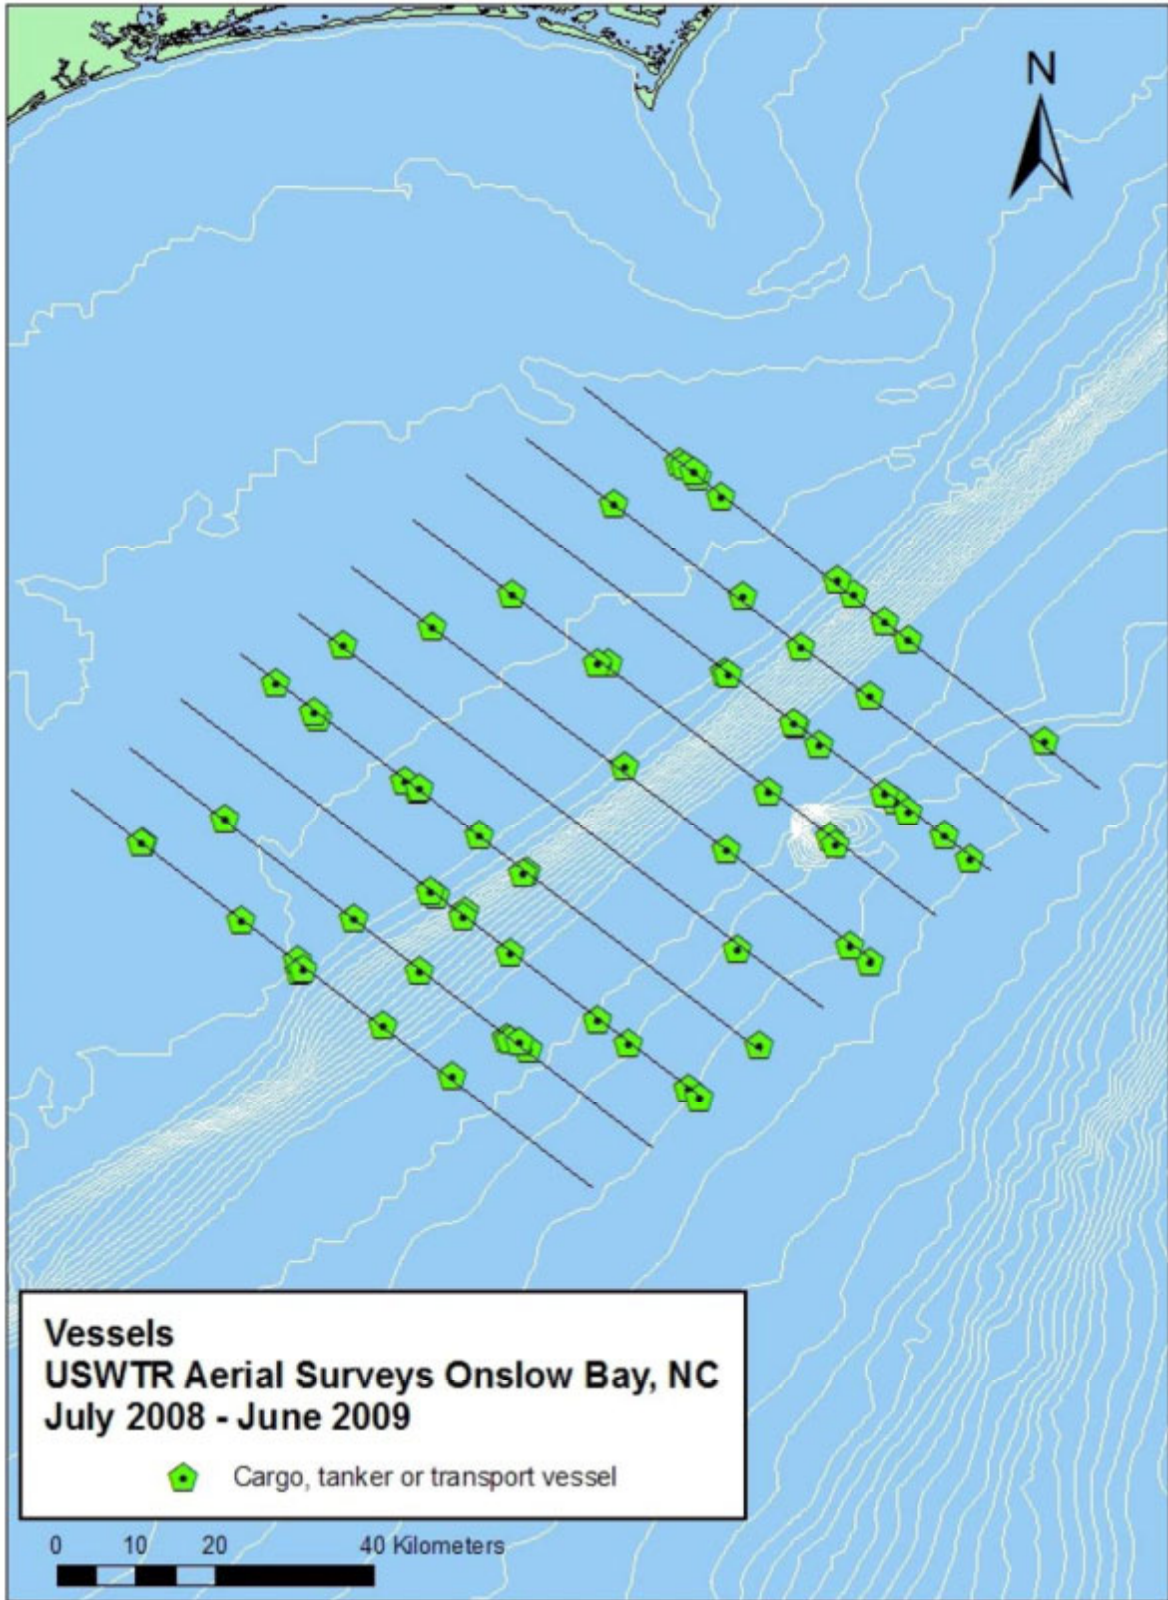 N
Vessels
USWTR Aerial Surveys Onslow Bay, NC
July 2008 - June 2009
Cargo, tanker or transport vessel
0 10 20 40 Kilometers